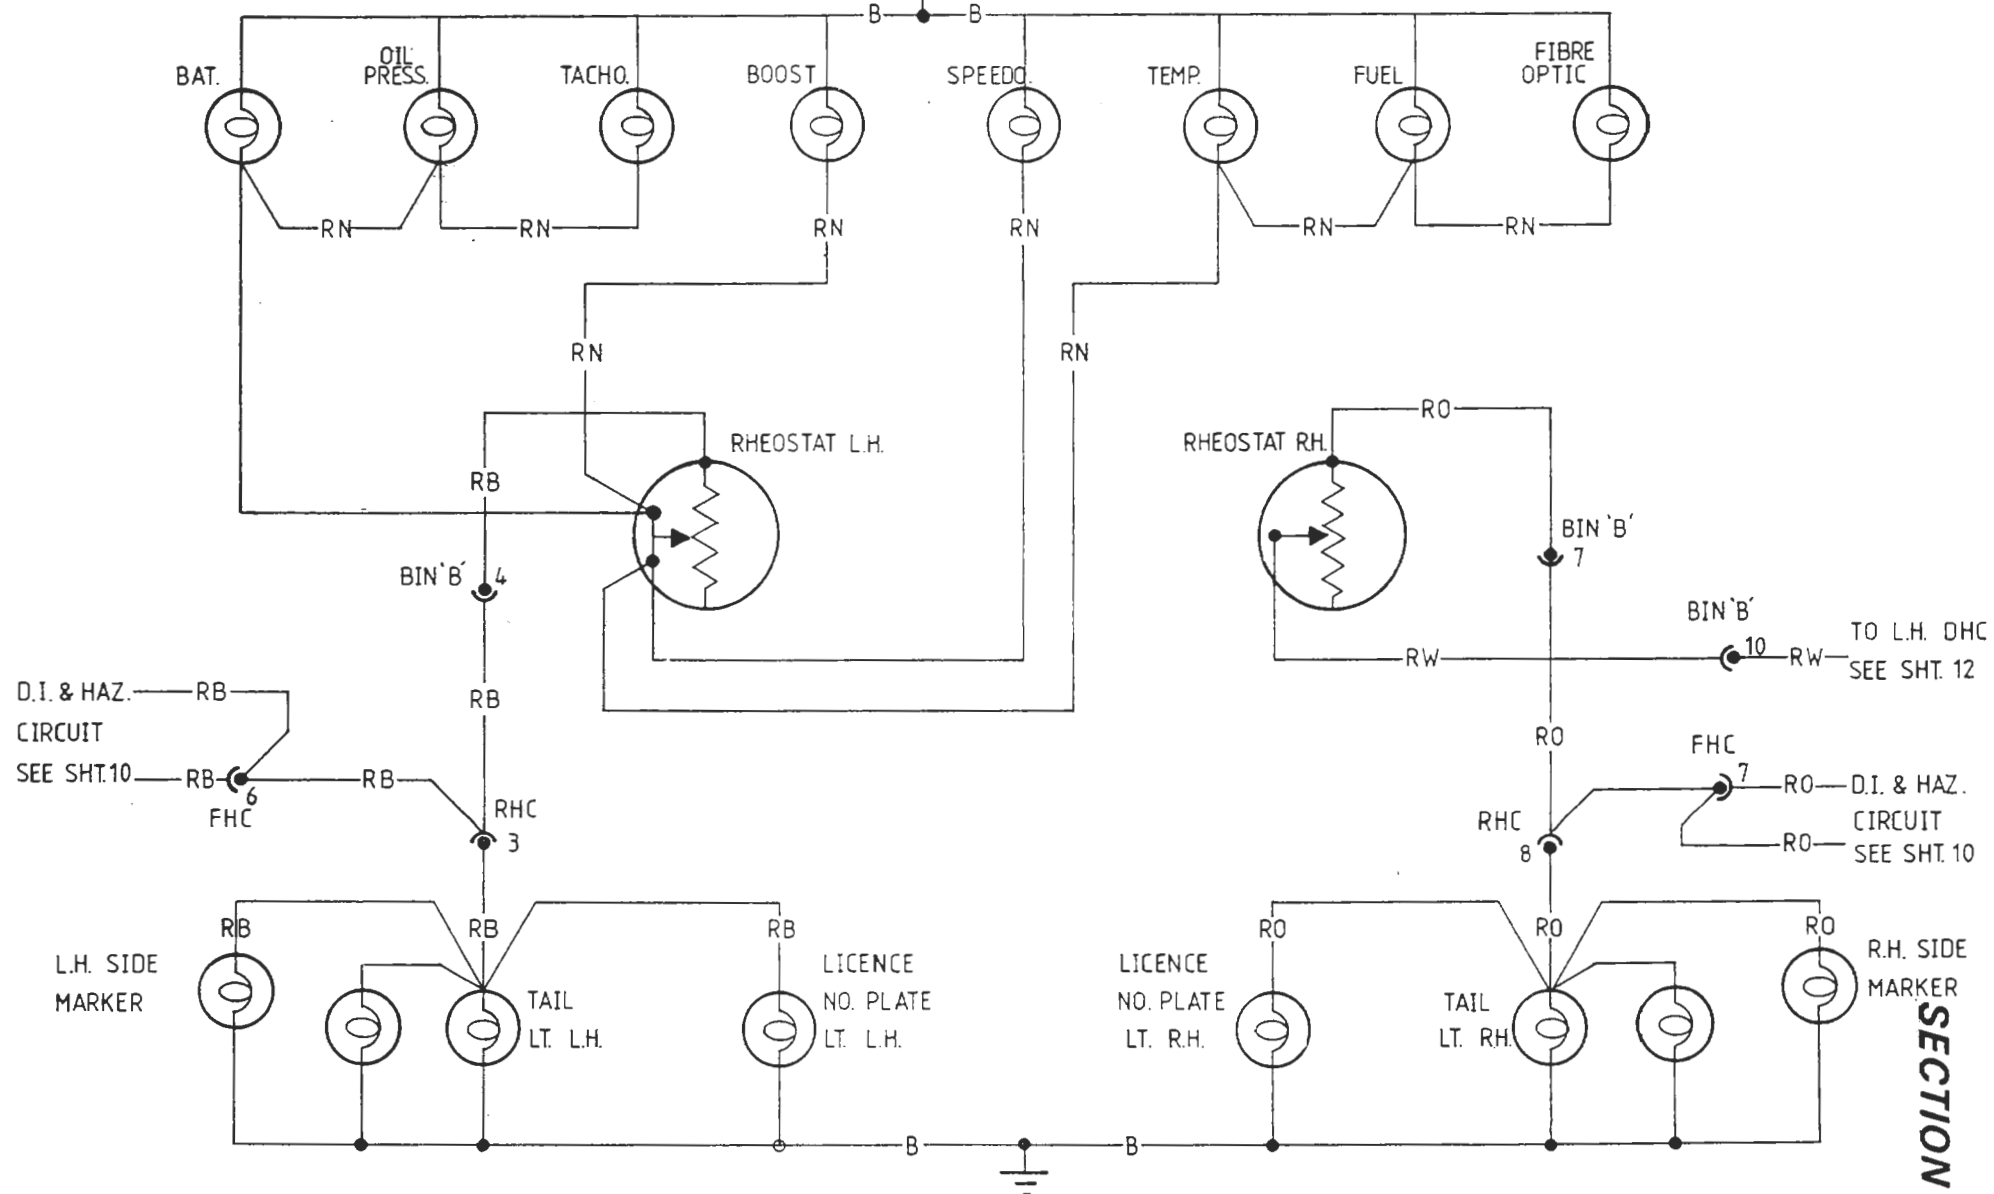 B B
BAT.
OIL
PRESS.
TACHO.
BOOST
SPEEDO.
TEMP.
FUEL
FIBRE
OPTIC
RN RN RN RN RN RN
RN RN
RHEOSTAT L.H.
RHEOSTAT R.H.
RO
RB
BIN 'B'
4
BIN 'B'
7
BIN 'B'
10
RW RW
TO L.H. DHC
SEE SHT. 12
D.I. & HAZ. RB
CIRCUIT
SEE SHT.10 RB RB
6
FHC
RB
RHC
3
RO
FHC
7
RO D.I. & HAZ.
CIRCUIT
RO SEE SHT. 10
RHC
8
RB RB RB
RO RO RO
L.H. SIDE
MARKER
TAIL
LT. L.H.
LICENCE
NO. PLATE
LT. L.H.
LICENCE
NO. PLATE
LT. R.H.
TAIL
LT. R.H.
R.H. SIDE
MARKER
B B
SECTION